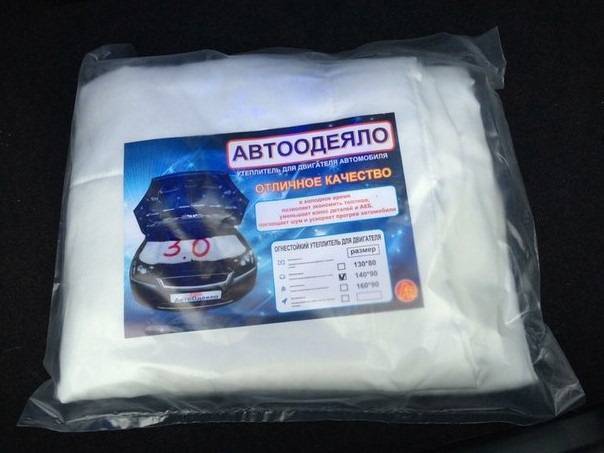 АВТООДЕЯЛО
УТЕПЛИТЕЛЬ ДЛЯ ДВИГАТЕЛЯ АВТОМОБИЛЯ
ОТЛИЧНОЕ КАЧЕСТВО
в холодное время
позволяет экономить топливо,
уменьшает износ деталей и АКБ,
поглощает шум и ускоряет прогрев автомобиля
3.0
АвтоОдеяло
ОГНЕСТОЙКИЙ УТЕПЛИТЕЛЬ ДЛЯ ДВИГАТЕЛЯ
размер
130*80
140*90
160*90